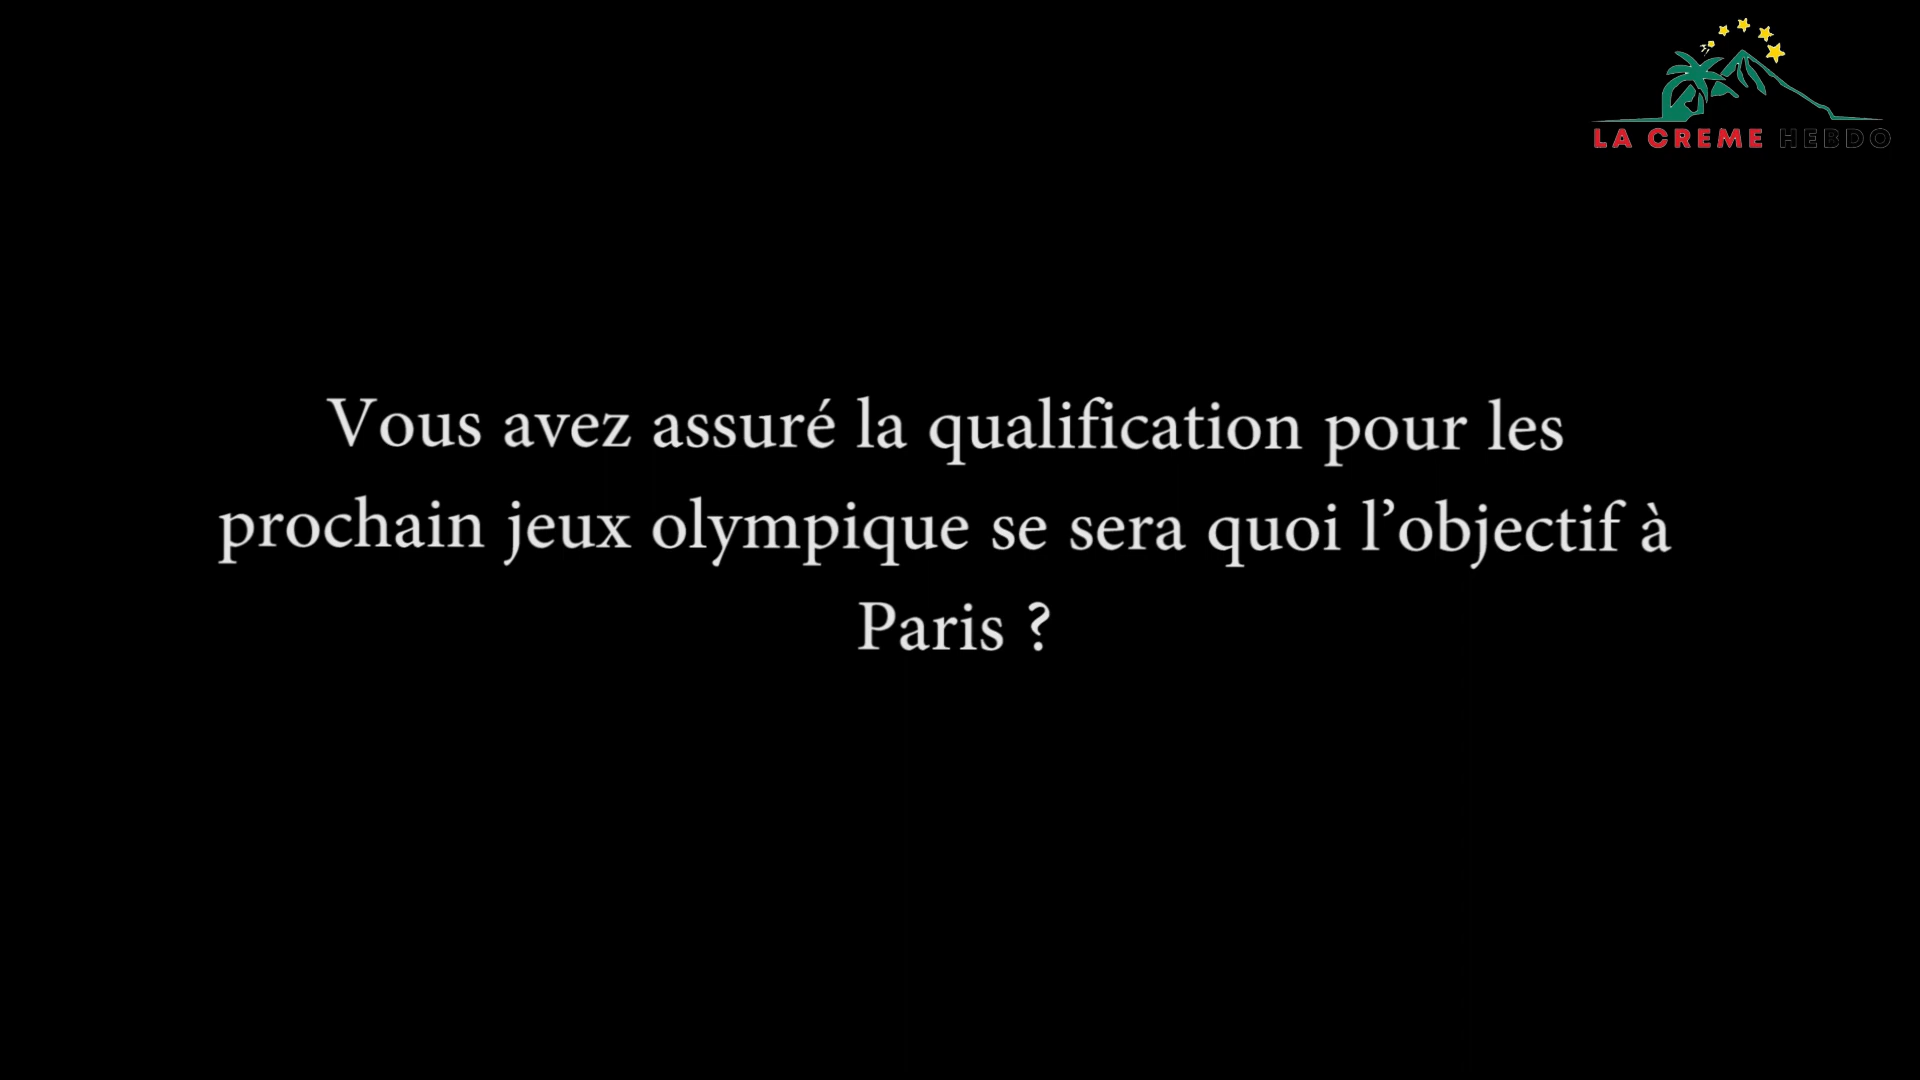 LA CREME HEBDO
Vous avez assuré la qualification pour les
prochain jeux olympique se sera quoi l’objectif à
Paris ?